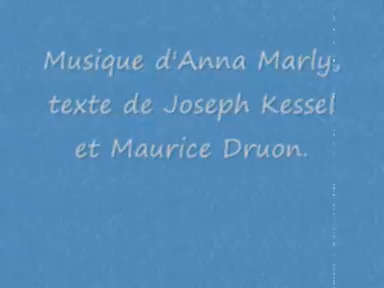 Musique d'Anna Marly,
texte de Joseph Kessel
et Maurice Druon.